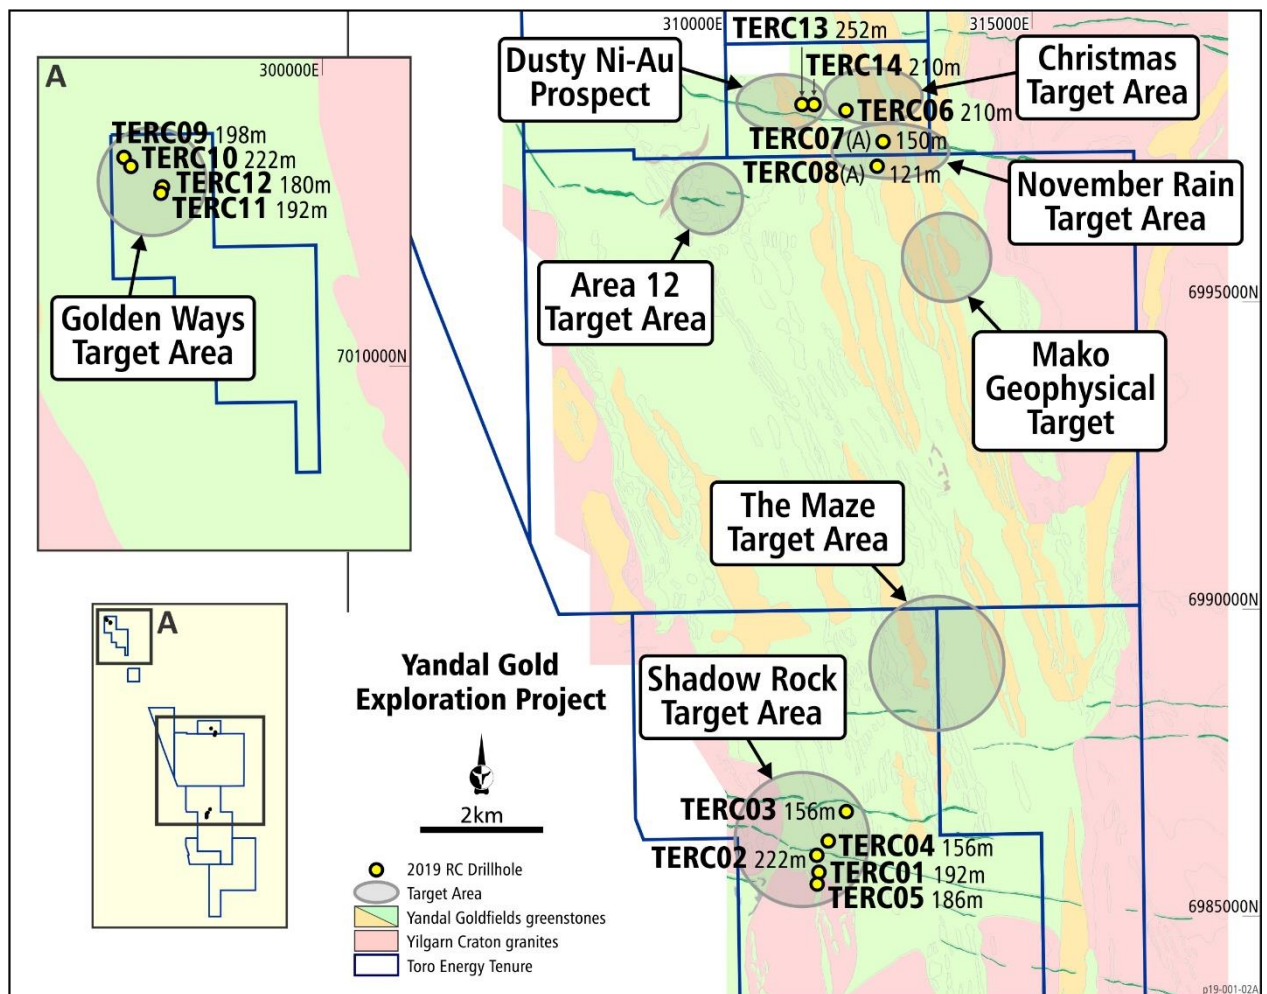 310000E
TERC13 252m
315000E
A
300000E
Dusty Ni-Au
Prospect
TERC14 210m
Christmas
Target Area
TERC06 210m
TERC07(A) 150m
TERC08(A) 121m
November Rain
Target Area
TERC09 198m
TERC10 222m
TERC12 180m
TERC11 192m
Golden Ways
Target Area
7010000N
Area 12
Target Area
6995000N
Mako
Geophysical
Target
The Maze
Target Area
6990000N
A
Yandal Gold
Exploration Project
2km
Shadow Rock
Target Area
TERC03 156m
TERC04 156m
TERC02 222m
TERC01 192m
TERC05 186m
6985000N
2019 RC Drillhole
Target Area
Yandal Goldfields greenstones
Yilgarn Craton granites
Toro Energy Tenure
p19-001-02A